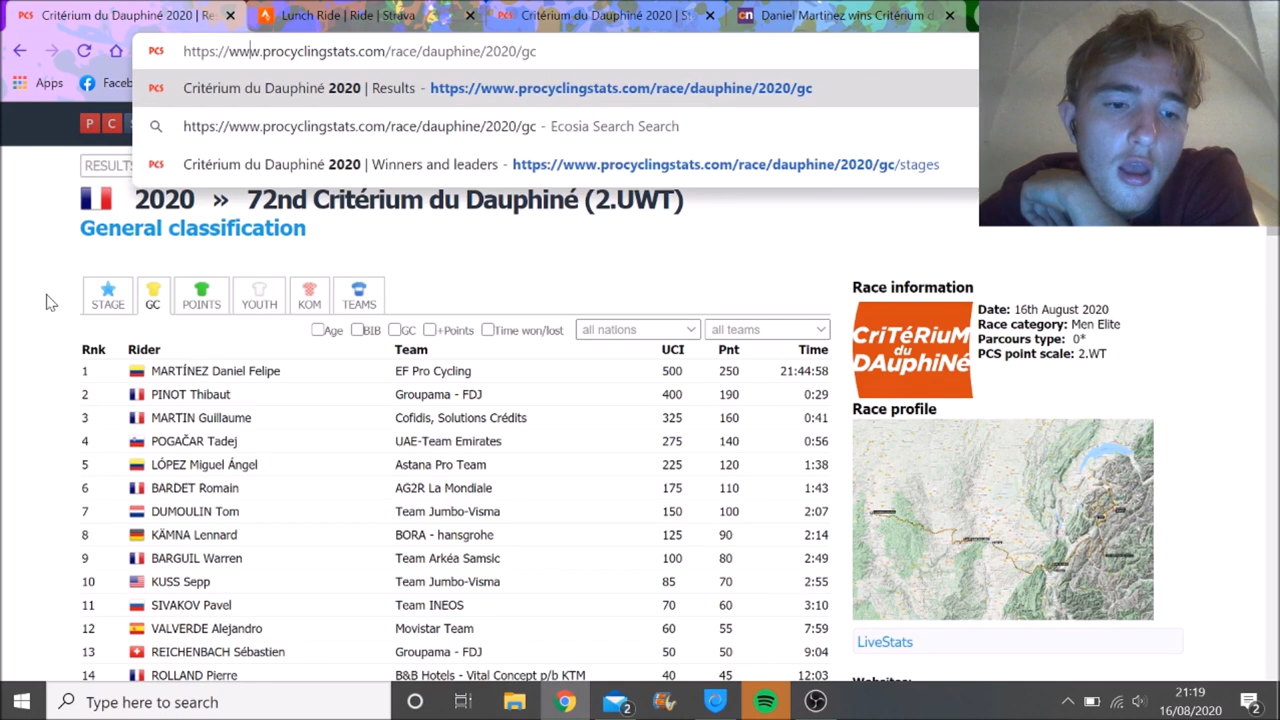 Critérium du Dauphiné 2020 | Re
Lunch Ride | Ride | Strava
Critérium du Dauphiné 2020 | S
Daniel Martinez wins Critérium d
https://www.procyclingstats.com/race/dauphine/2020/gc
Apps Faceb
Critérium du Dauphiné 2020 | Results - https://www.procyclingstats.com/race/dauphine/2020/gc
https://www.procyclingstats.com/race/dauphine/2020/gc - Ecosia Search Search
Critérium du Dauphiné 2020 | Winners and leaders - https://www.procyclingstats.com/race/dauphine/2020/gc/stages
P C S
RESULTS
2020 » 72nd Critérium du Dauphiné (2.UWT)
General classification
STAGE GC POINTS YOUTH KOM TEAMS
Age BIB GC +Points Time won/lost all nations all teams
Rnk Rider Team UCI Pnt Time
1 MARTÍNEZ Daniel Felipe EF Pro Cycling 500 250 21:44:58
2 PINOT Thibaut Groupama - FDJ 400 190 0:29
3 MARTIN Guillaume Cofidis, Solutions Crédits 325 160 0:41
4 POGAČAR Tadej UAE-Team Emirates 275 140 0:56
5 LÓPEZ Miguel Ángel Astana Pro Team 225 120 1:38
6 BARDET Romain AG2R La Mondiale 175 110 1:43
7 DUMOULIN Tom Team Jumbo-Visma 150 100 2:07
8 KÄMNA Lennard BORA - hansgrohe 125 90 2:14
9 BARGUIL Warren Team Arkéa Samsic 100 80 2:49
10 KUSS Sepp Team Jumbo-Visma 85 70 2:55
11 SIVAKOV Pavel Team INEOS 70 60 3:10
12 VALVERDE Alejandro Movistar Team 60 55 7:59
13 REICHENBACH Sébastien Groupama - FDJ 50 50 9:04
14 ROLLAND Pierre B&B Hotels - Vital Concept p/b KTM 40 45 12:03
Race information
CRiTéRiuM du DAuphiNé
Date: 16th August 2020
Race category: Men Elite
Parcours type: 0*
PCS point scale: 2.WT
Race profile
LiveStats
Websites:
Type here to search
2
21:19
16/08/2020
2